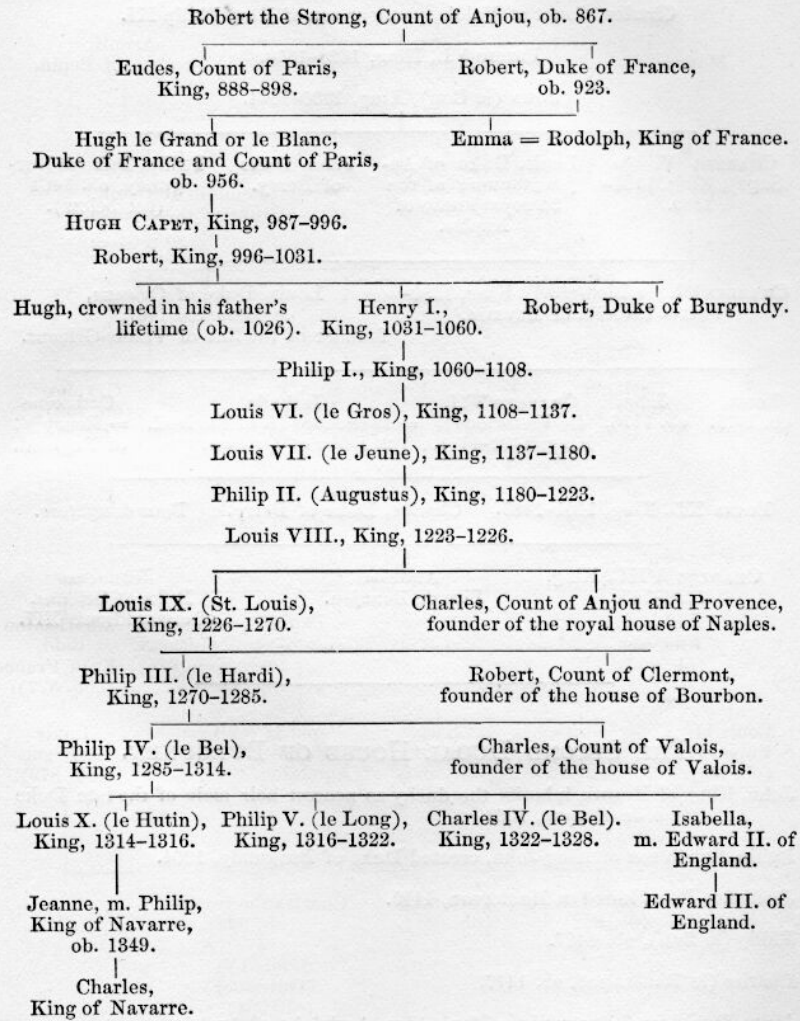 Robert the Strong, Count of Anjou, ob. 867.
Eudes, Count of Paris,
King, 888–898.
Robert, Duke of France,
ob. 923.
Hugh le Grand or le Blanc,
Duke of France and Count of Paris,
ob. 956.
Emma = Rodolph, King of France.
HUGH CAPET, King, 987–996.
Robert, King, 996–1031.
Hugh, crowned in his father's
lifetime (ob. 1026).
Henry I.,
King, 1031–1060.
Robert, Duke of Burgundy.
Philip I., King, 1060–1108.
Louis VI. (le Gros), King, 1108–1137.
Louis VII. (le Jeune), King, 1137–1180.
Philip II. (Augustus), King, 1180–1223.
Louis VIII., King, 1223–1226.
Louis IX. (St. Louis),
King, 1226–1270.
Charles, Count of Anjou and Provence,
founder of the royal house of Naples.
Philip III. (le Hardi),
King, 1270–1285.
Robert, Count of Clermont,
founder of the house of Bourbon.
Philip IV. (le Bel),
King, 1285–1314.
Charles, Count of Valois,
founder of the house of Valois.
Louis X. (le Hutin),
King, 1314–1316.
Philip V. (le Long),
King, 1316–1322.
Charles IV. (le Bel).
King, 1322–1328.
Isabella,
m. Edward II. of
England.
Jeanne, m. Philip,
King of Navarre,
ob. 1349.
Edward III. of
England.
Charles,
King of Navarre.